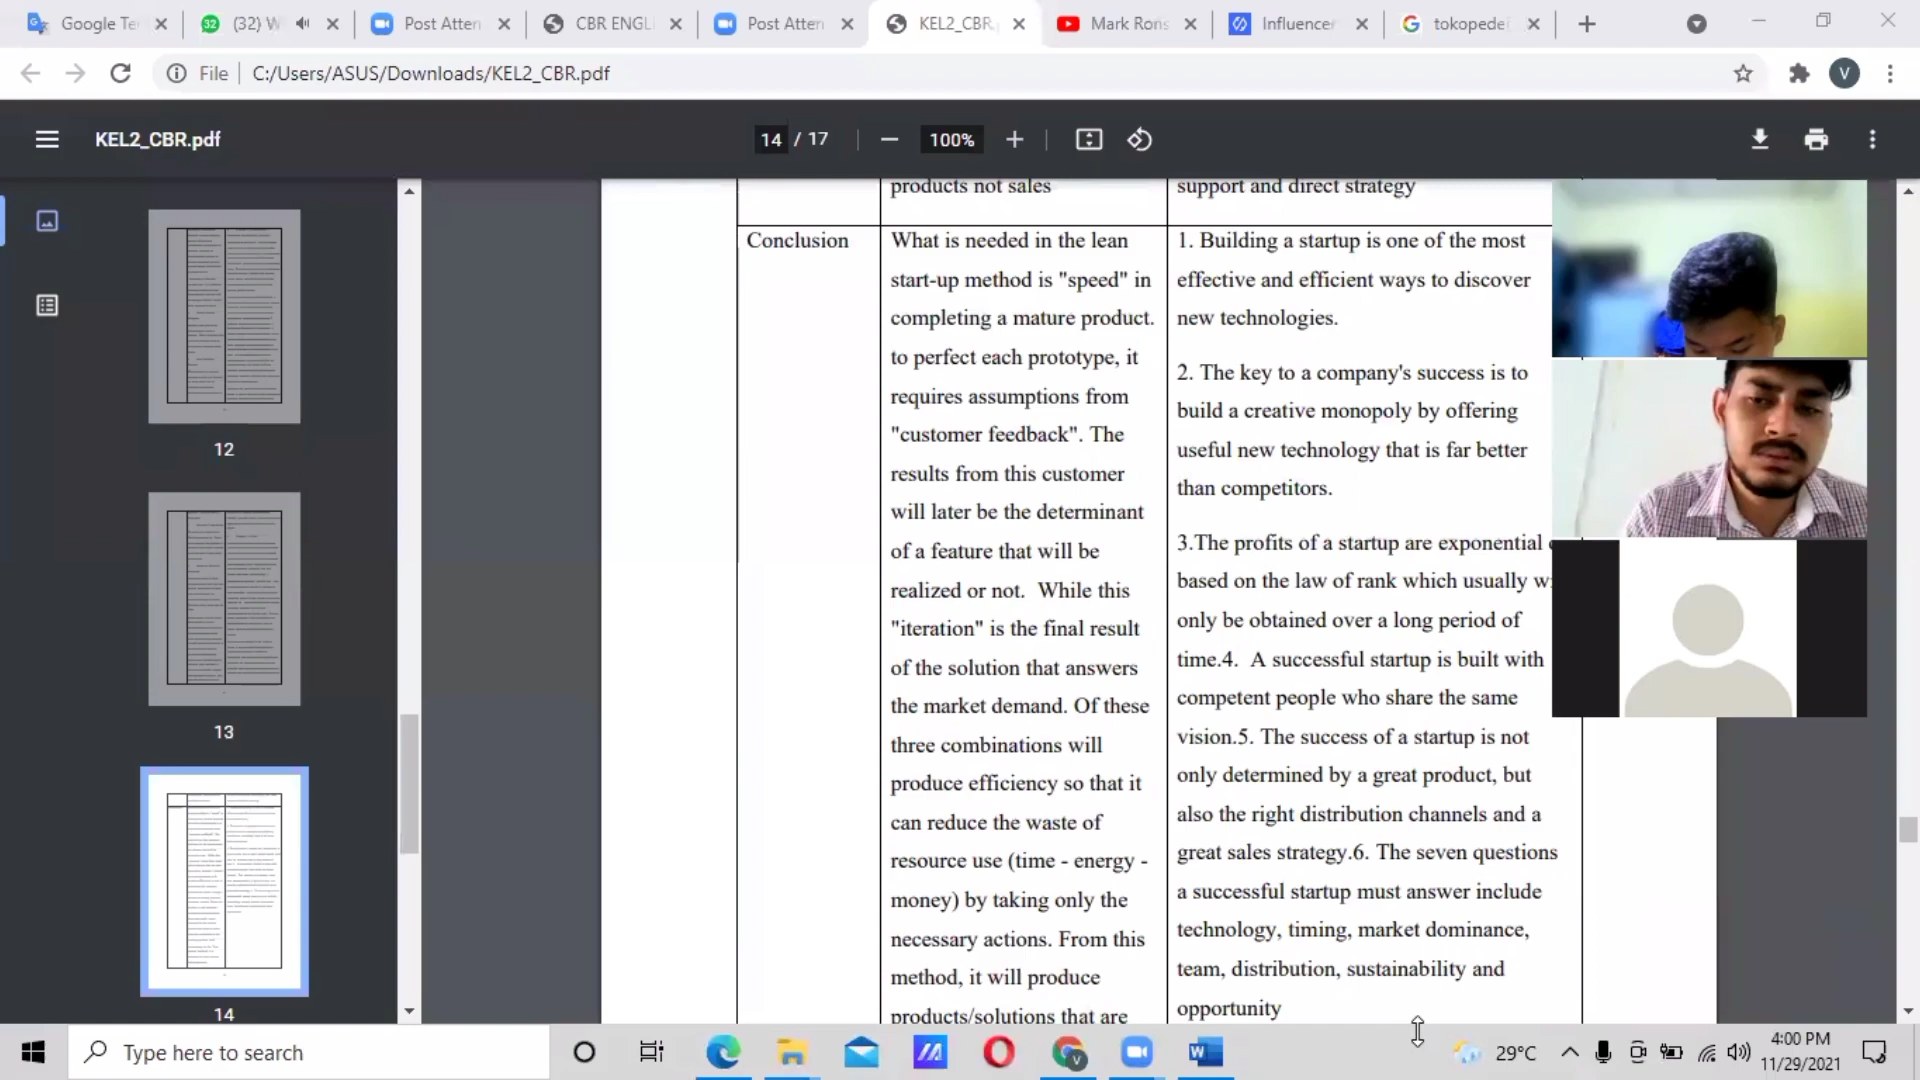 Google Te
(32) W
Post Atten
CBR ENGL
Post Atten
KEL2_CBR.
Mark Rons
Influencer
tokopede
File
C:/Users/ASUS/Downloads/KEL2_CBR.pdf
V
KEL2_CBR.pdf
14 / 17
100%
12
13
14
products not sales
support and direct strategy
Conclusion
What is needed in the lean
start-up method is "speed" in
completing a mature product.
to perfect each prototype, it
requires assumptions from
"customer feedback". The
results from this customer
will later be the determinant
of a feature that will be
realized or not. While this
"iteration" is the final result
of the solution that answers
the market demand. Of these
three combinations will
produce efficiency so that it
can reduce the waste of
resource use (time - energy -
money) by taking only the
necessary actions. From this
method, it will produce
products/solutions that are
1. Building a startup is one of the most
effective and efficient ways to discover
new technologies.
2. The key to a company's success is to
build a creative monopoly by offering
useful new technology that is far better
than competitors.
3.The profits of a startup are exponential
based on the law of rank which usually
only be obtained over a long period of
time.4. A successful startup is built with
competent people who share the same
vision.5. The success of a startup is not
only determined by a great product, but
also the right distribution channels and a
great sales strategy.6. The seven questions
a successful startup must answer include
technology, timing, market dominance,
team, distribution, sustainability and
opportunity
Type here to search
29°C
4:00 PM
11/29/2021